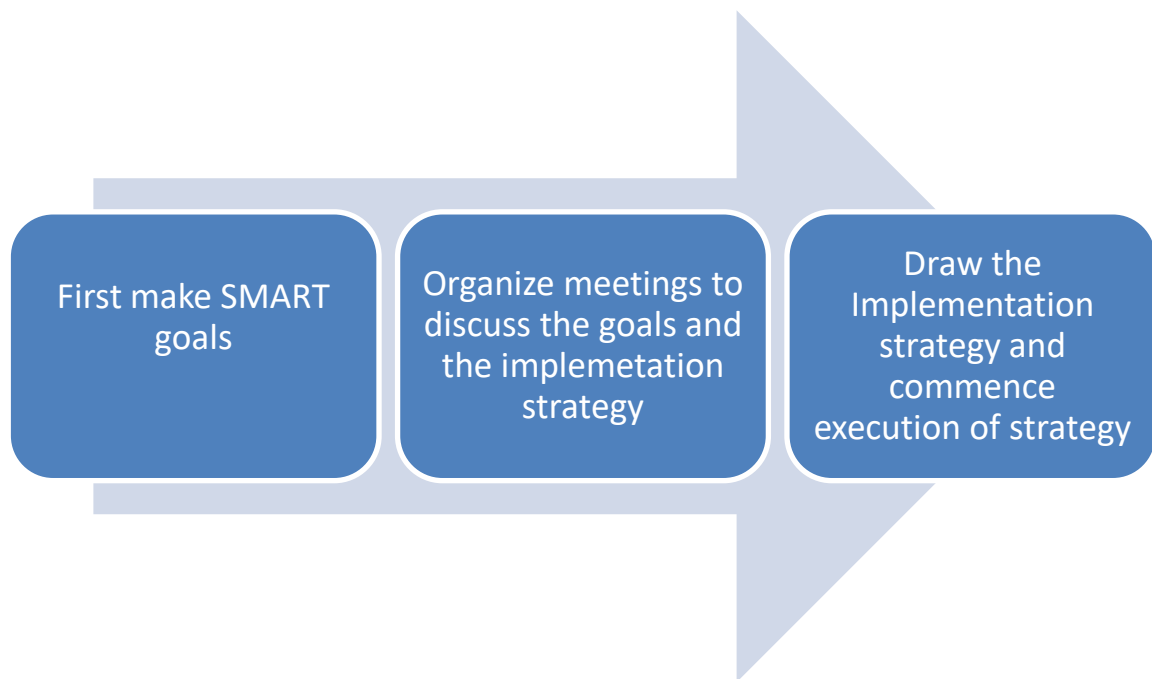 First make SMART
goals
Organize meetings to
discuss the goals and
the implemetation
strategy
Draw the
Implementation
strategy and
commence
execution of strategy